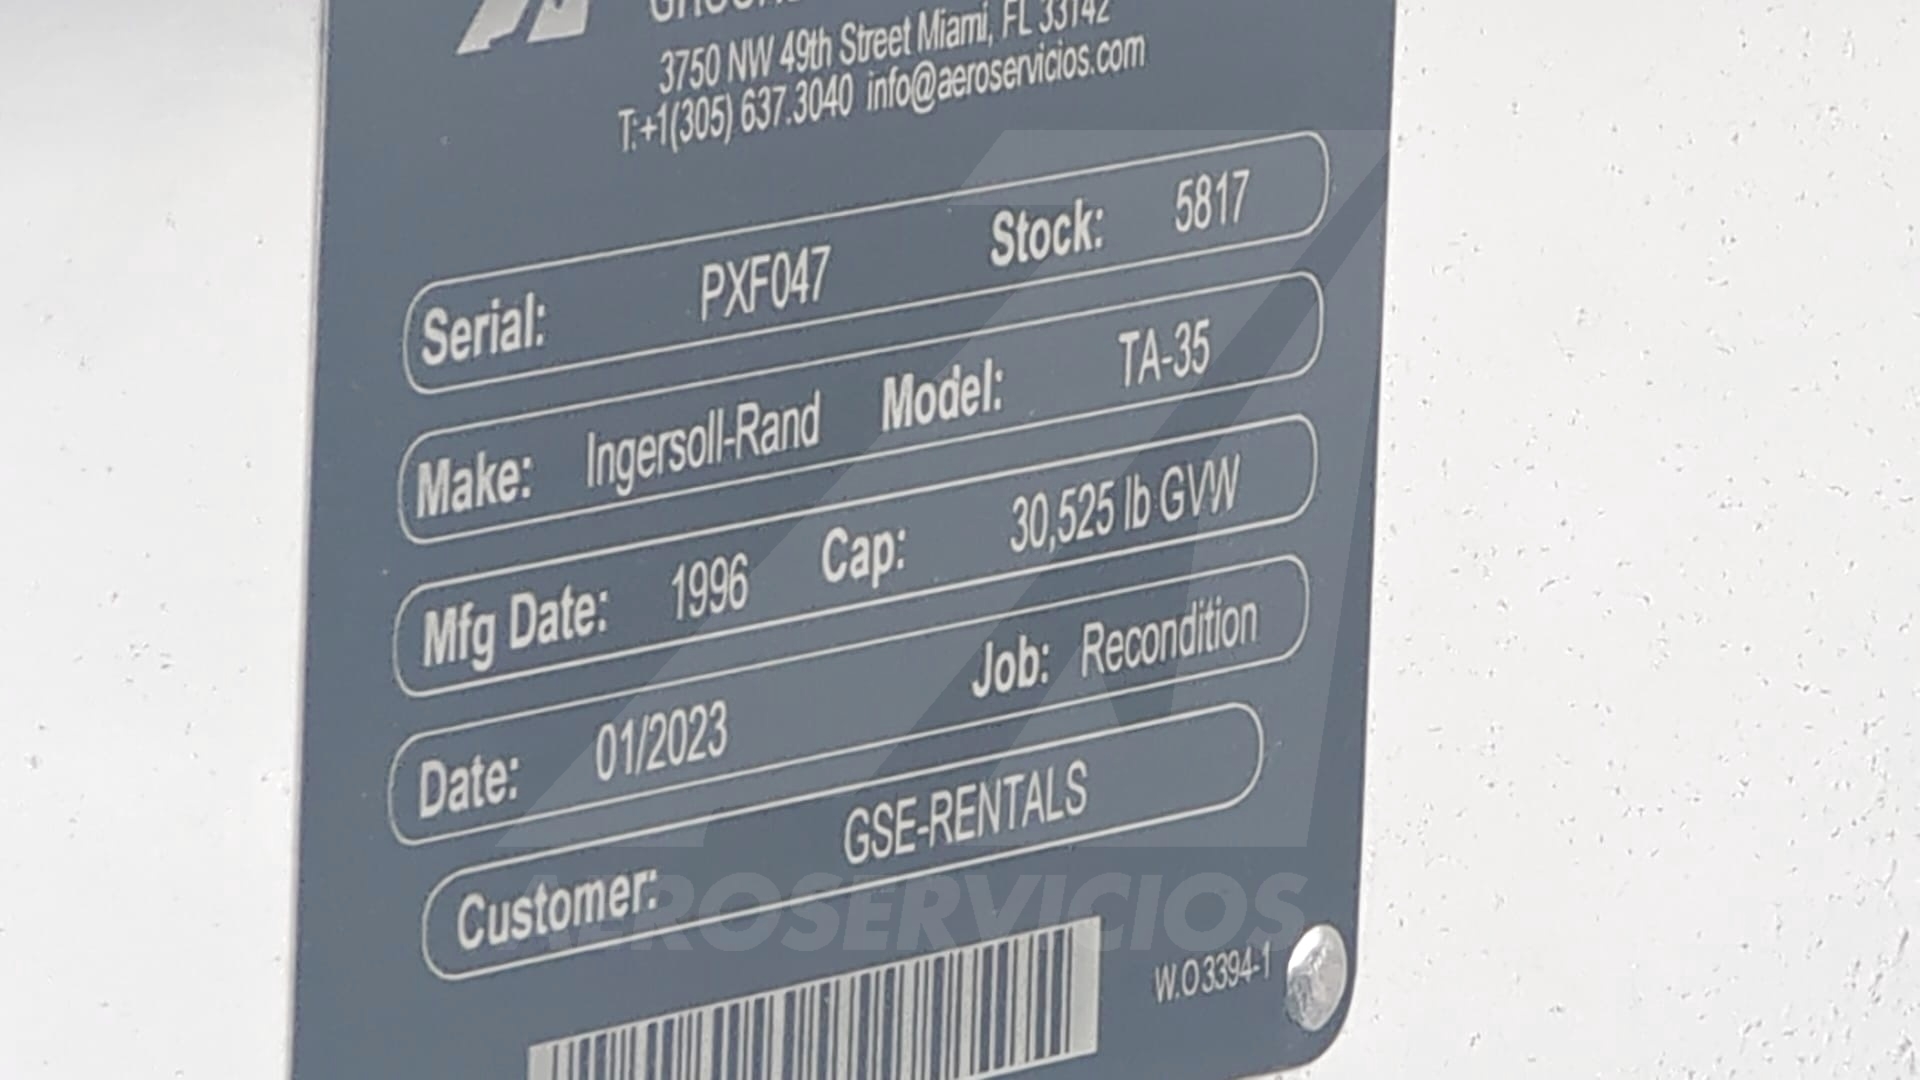 3750 NW 49th Street Miami, FL 33142
T:+1(305) 637.3040 info@aeroservicios.com
Serial: PXF047 Stock: 5817
Make: Ingersoll-Rand Model: TA-35
Mfg Date: 1996 Cap: 30,525 lb GVW
Date: 01/2023 Job: Recondition
Customer: GSE-RENTALS
AEROSERVICIOS
W.O 3394-1